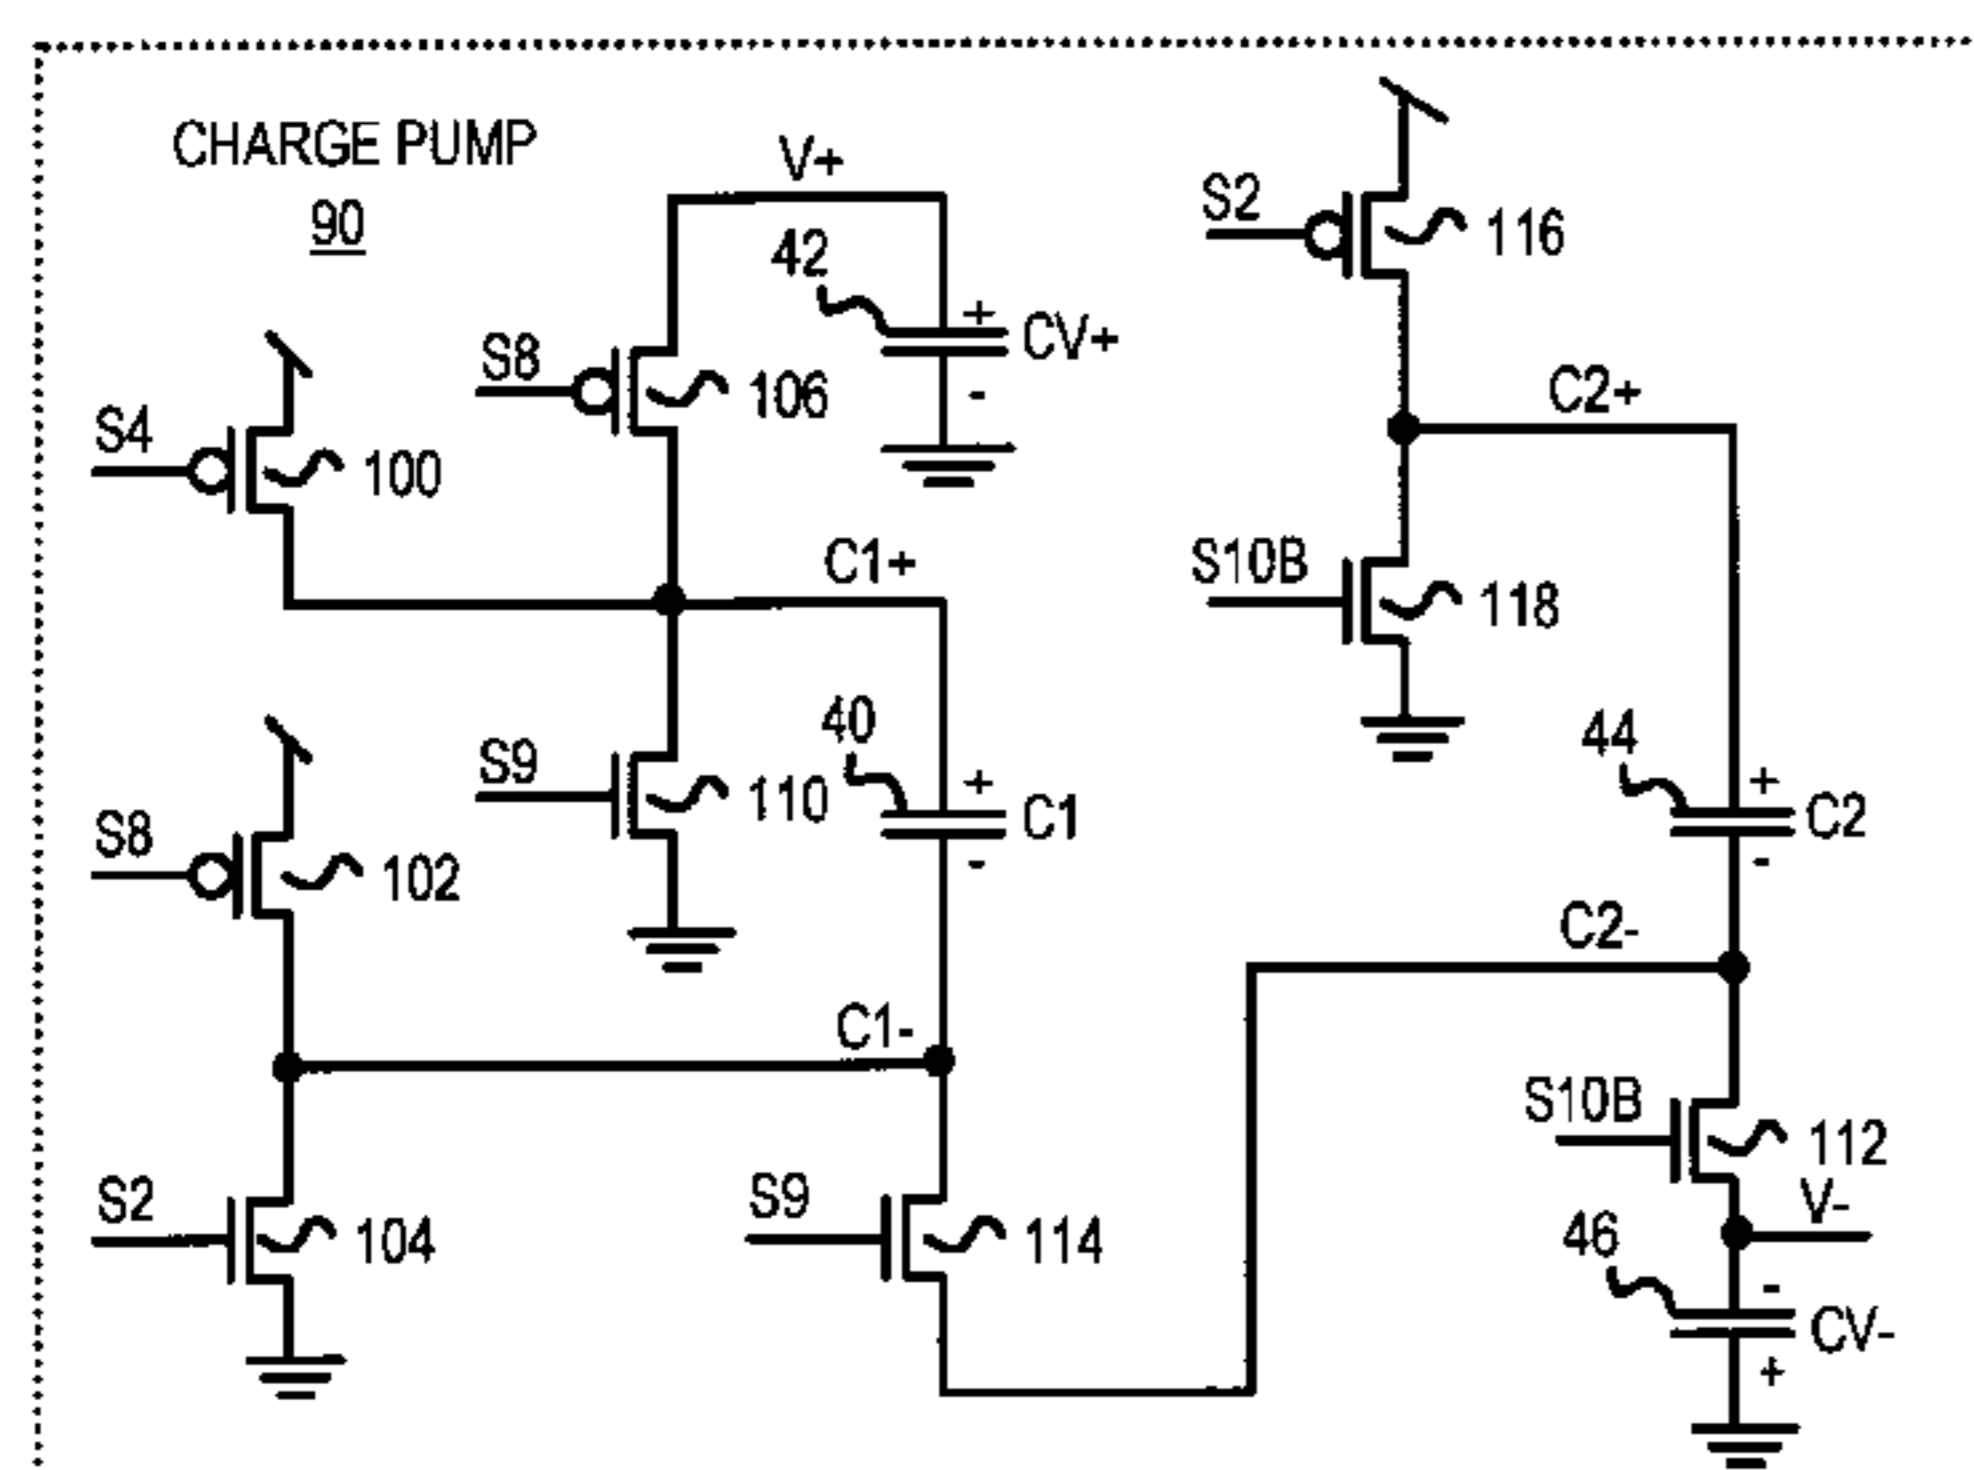 CHARGE PUMP
90
V+
42
+
CV+
-
S8
106
S4
100
C1+
S9
110
40
+
C1
-
S8
102
C1-
S2
104
S9
114
S2
116
C2+
S10B
118
44
+
C2
-
C2-
S10B
112
V-
46
-
CV-
+